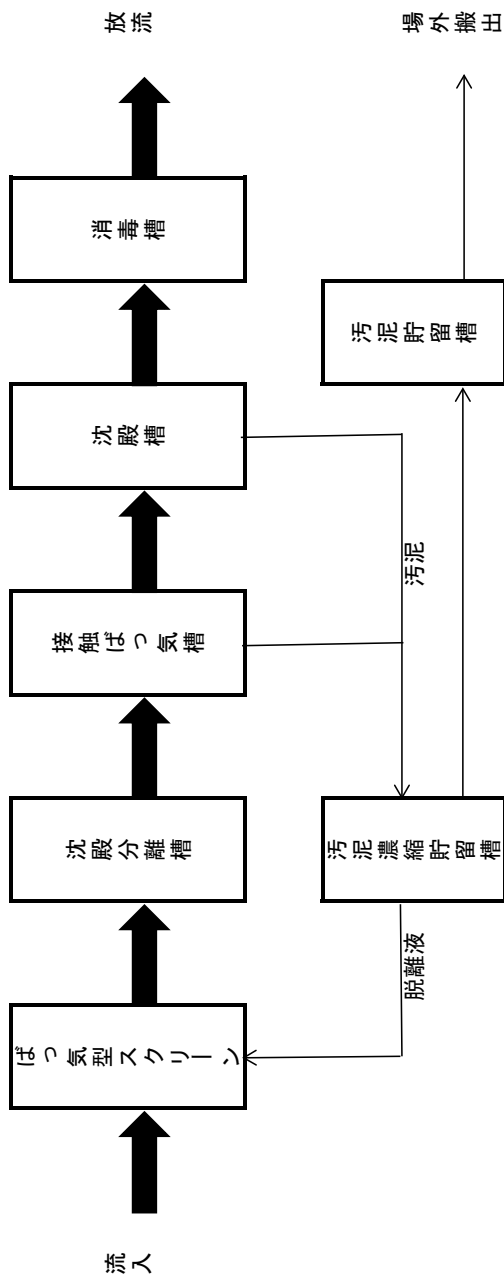 流入
ばっ気型スクリーン
沈殿分離槽
接触ばっ気槽
沈殿槽
消毒槽
放流
脱離液
汚泥濃縮貯留槽
汚泥
汚泥貯留槽
場外搬出